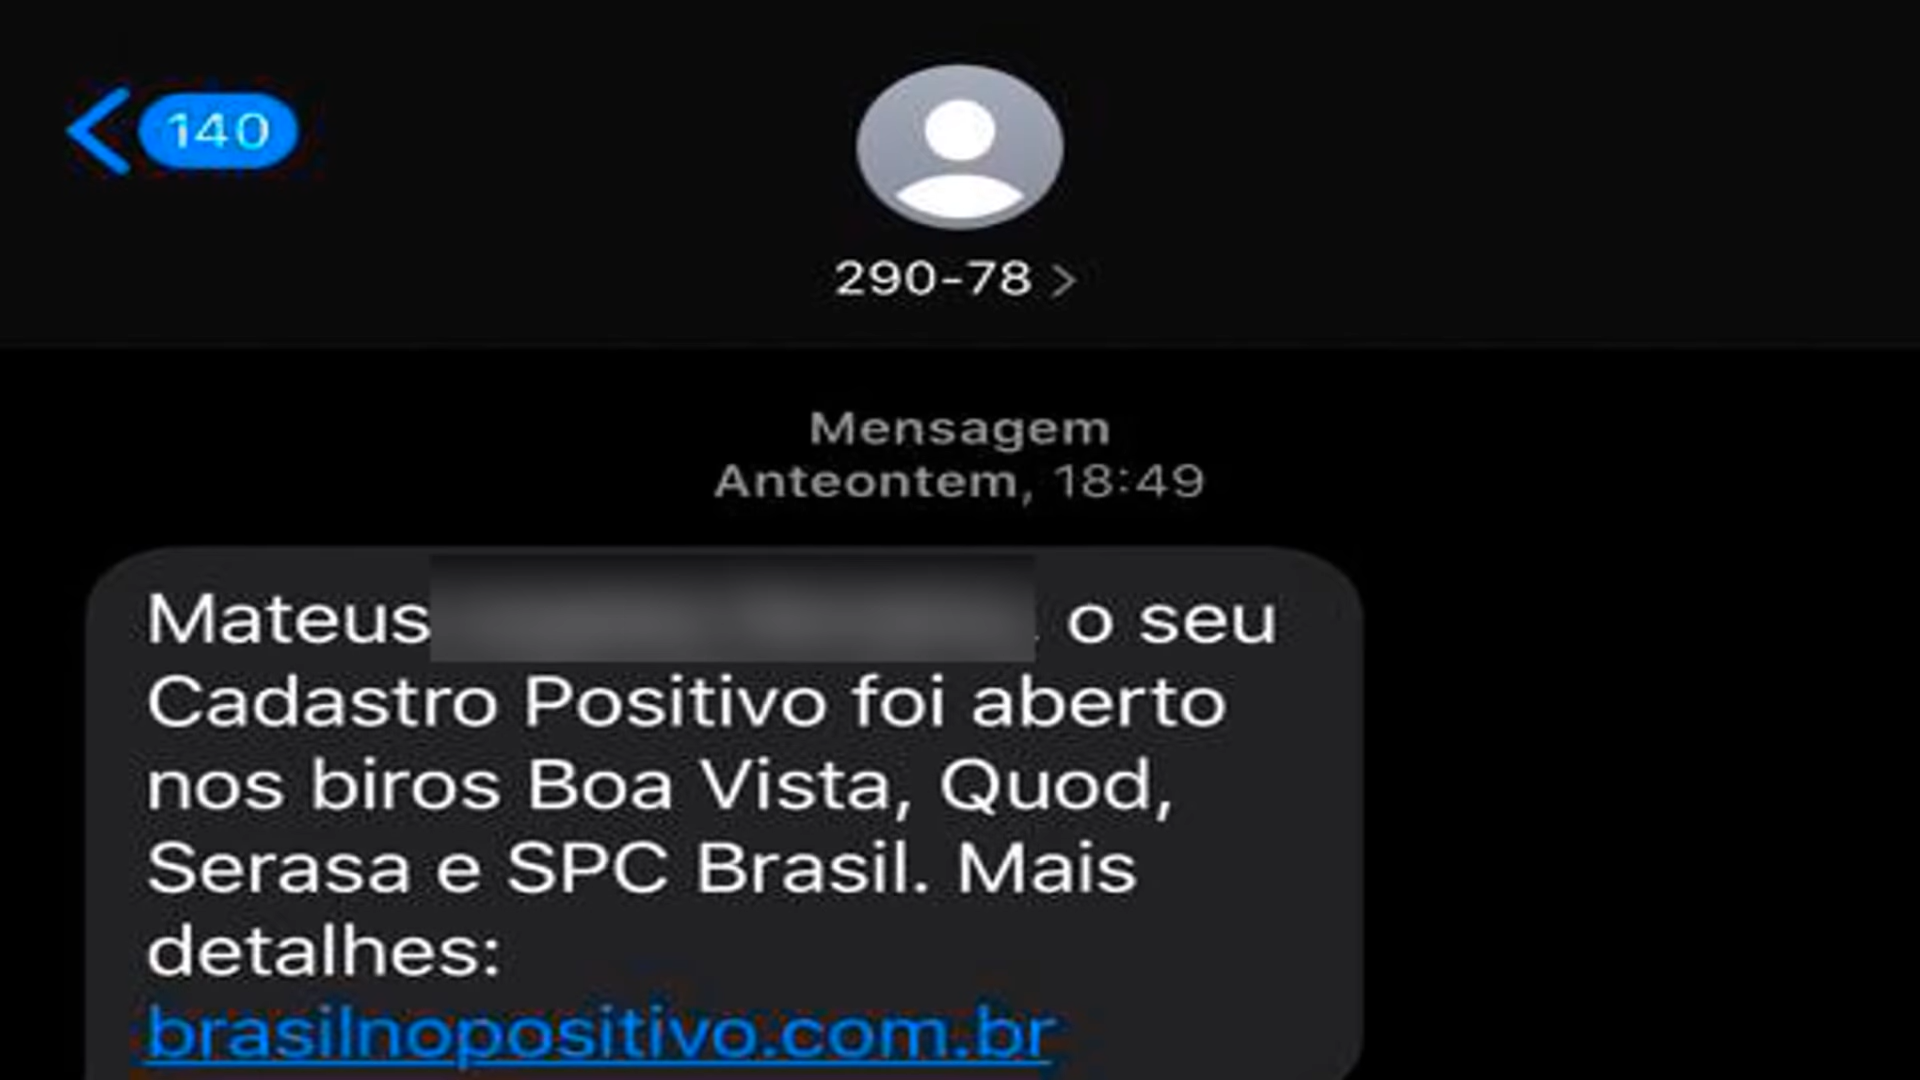 140
290-78 >
Mensagem
Anteontem, 18:49
Mateus o seu
Cadastro Positivo foi aberto
nos biros Boa Vista, Quod,
Serasa e SPC Brasil. Mais
detalhes:
brasilnopositivo.com.br